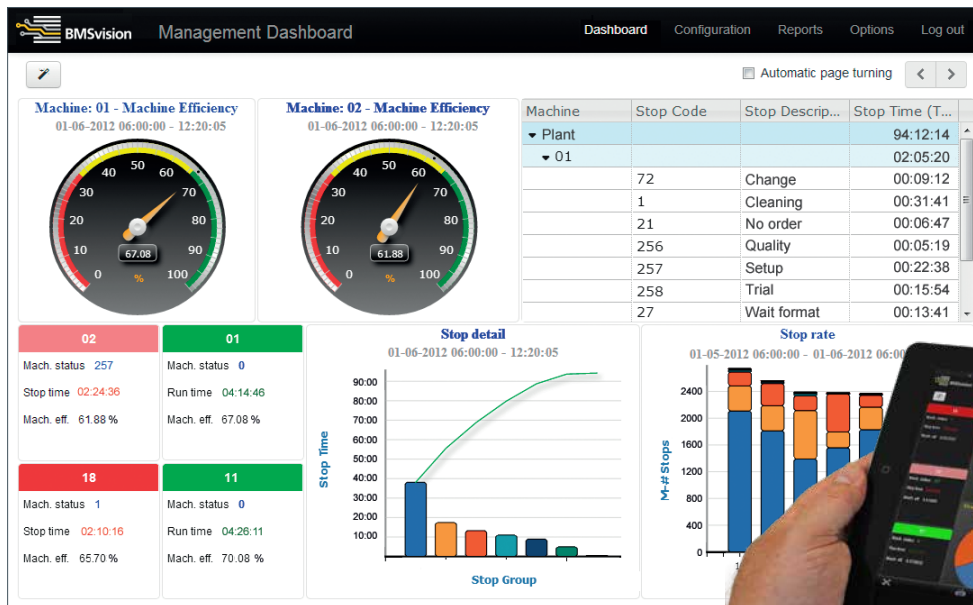 BMSvision Management Dashboard Dashboard Configuration Reports Options Log out
Automatic page turning
Machine: 01 - Machine Efficiency
01-06-2012 06:00:00 - 12:20:05
0 10 20 30 40 50 60 70 80 90 100
67.08
%
Machine: 02 - Machine Efficiency
01-06-2012 06:00:00 - 12:20:05
0 10 20 30 40 50 60 70 80 90 100
61.88
%
Machine Stop Code Stop Descrip... Stop Time (T...
Plant 94:12:14
01 02:05:20
72 Change 00:09:12
1 Cleaning 00:31:41
21 No order 00:06:47
256 Quality 00:05:19
257 Setup 00:22:38
258 Trial 00:15:54
27 Wait format 00:13:41
02
Mach. status 257
Stop time 02:24:36
Mach. eff. 61.88 %
01
Mach. status 0
Run time 04:14:46
Mach. eff. 67.08 %
18
Mach. status 1
Stop time 02:10:16
Mach. eff. 65.70 %
11
Mach. status 0
Run time 04:26:11
Mach. eff. 70.08 %
Stop detail
01-06-2012 06:00:00 - 12:20:05
Stop Time
90:00
80:00
70:00
60:00
50:00
40:00
30:00
20:00
10:00
Stop Group
Stop rate
01-05-2012 06:00:00 - 01-06-2012 06:00
M-# Stops
2400
2000
1600
1200
800
400
0